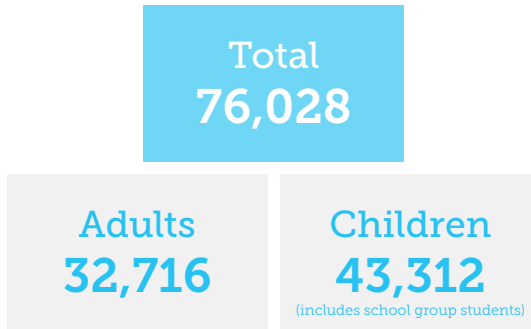 Total
76,028
Adults
32,716
Children
43,312
(includes school group students)